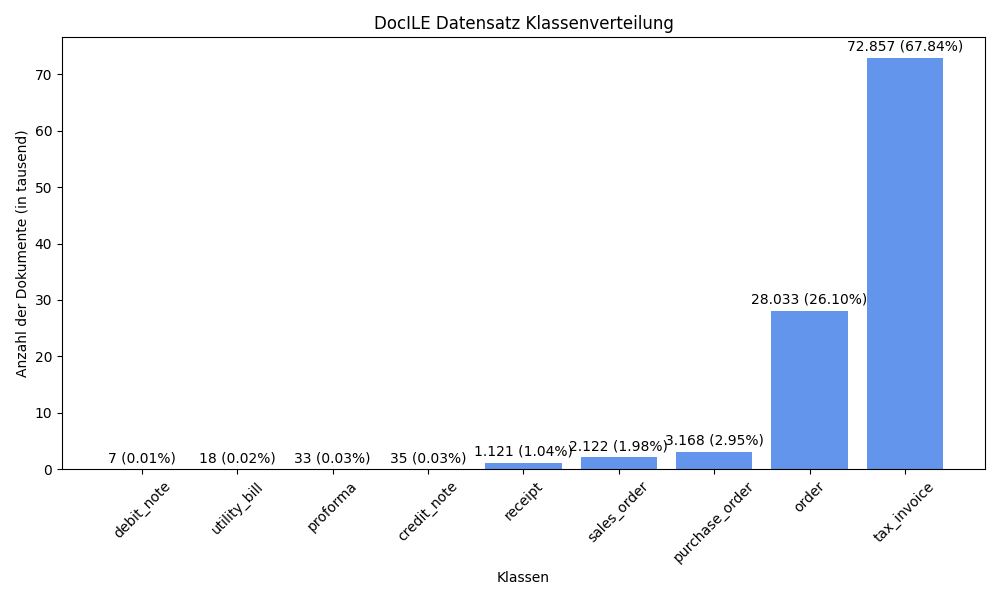 DocILE Datensatz Klassenverteilung
Anzahl der Dokumente (in tausend)
70
60
50
40
30
20
10
0
7 (0.01%)
18 (0.02%)
33 (0.03%)
35 (0.03%)
1.121 (1.04%)
2.122 (1.98%)
3.168 (2.95%)
28.033 (26.10%)
72.857 (67.84%)
debit_note
utility_bill
proforma
credit_note
receipt
sales_order
purchase_order
order
tax_invoice
Klassen